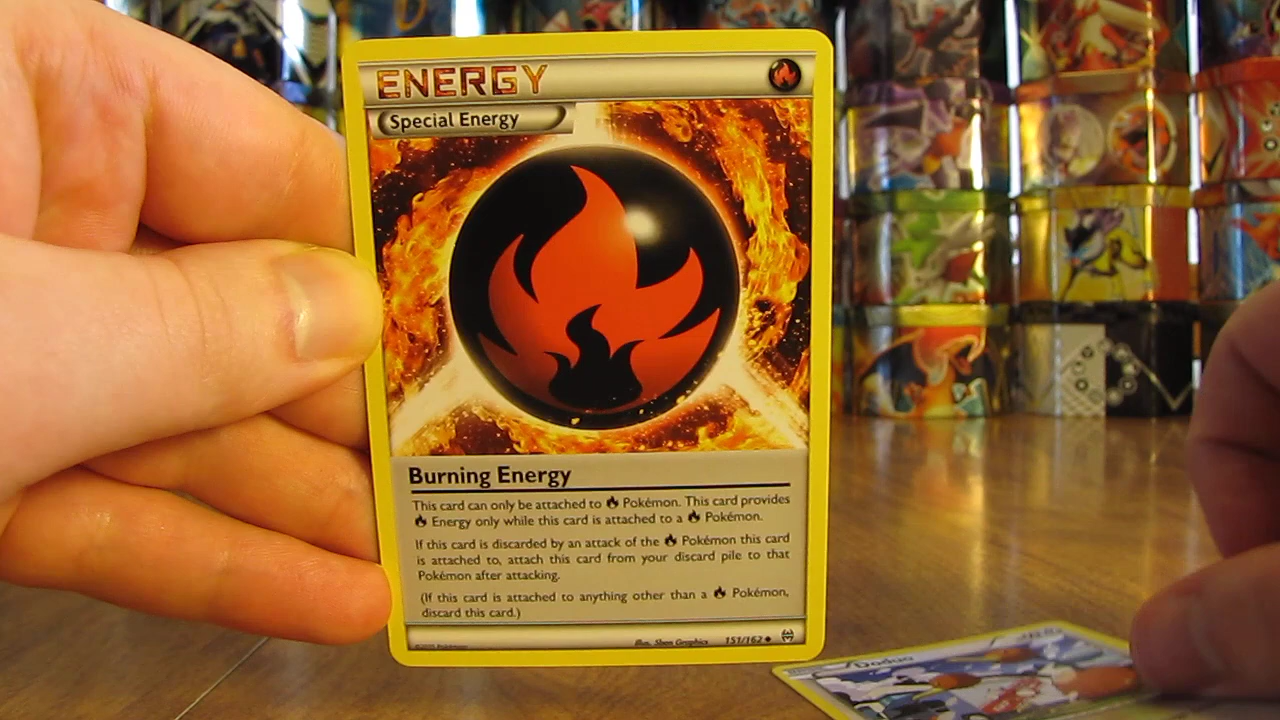 ENERGY
Special Energy
Burning Energy
This card can only be attached to 🔥 Pokémon. This card provides
🔥 Energy only while this card is attached to a 🔥 Pokémon.
If this card is discarded by an attack of the 🔥 Pokémon this card
is attached to, attach this card from your discard pile to that
Pokémon after attacking.
(If this card is attached to anything other than a 🔥 Pokémon,
discard this card.)
©2015 Pokémon
Illus. 5ban Graphics 151/162
Doduo